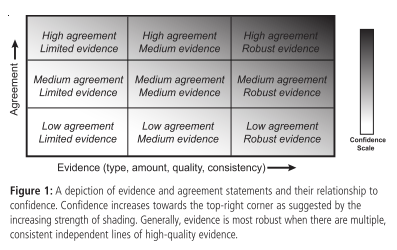 High agreement High agreement High agreement
Limited evidence Medium evidence Robust evidence
Medium agreement Medium agreement Medium agreement
Limited evidence Medium evidence Robust evidence
Low agreement Low agreement Low agreement
Limited evidence Medium evidence Robust evidence
Agreement
Evidence (type, amount, quality, consistency)
Confidence
Scale
Figure 1: A depiction of evidence and agreement statements and their relationship to
confidence. Confidence increases towards the top-right corner as suggested by the
increasing strength of shading. Generally, evidence is most robust when there are multiple,
consistent independent lines of high-quality evidence.